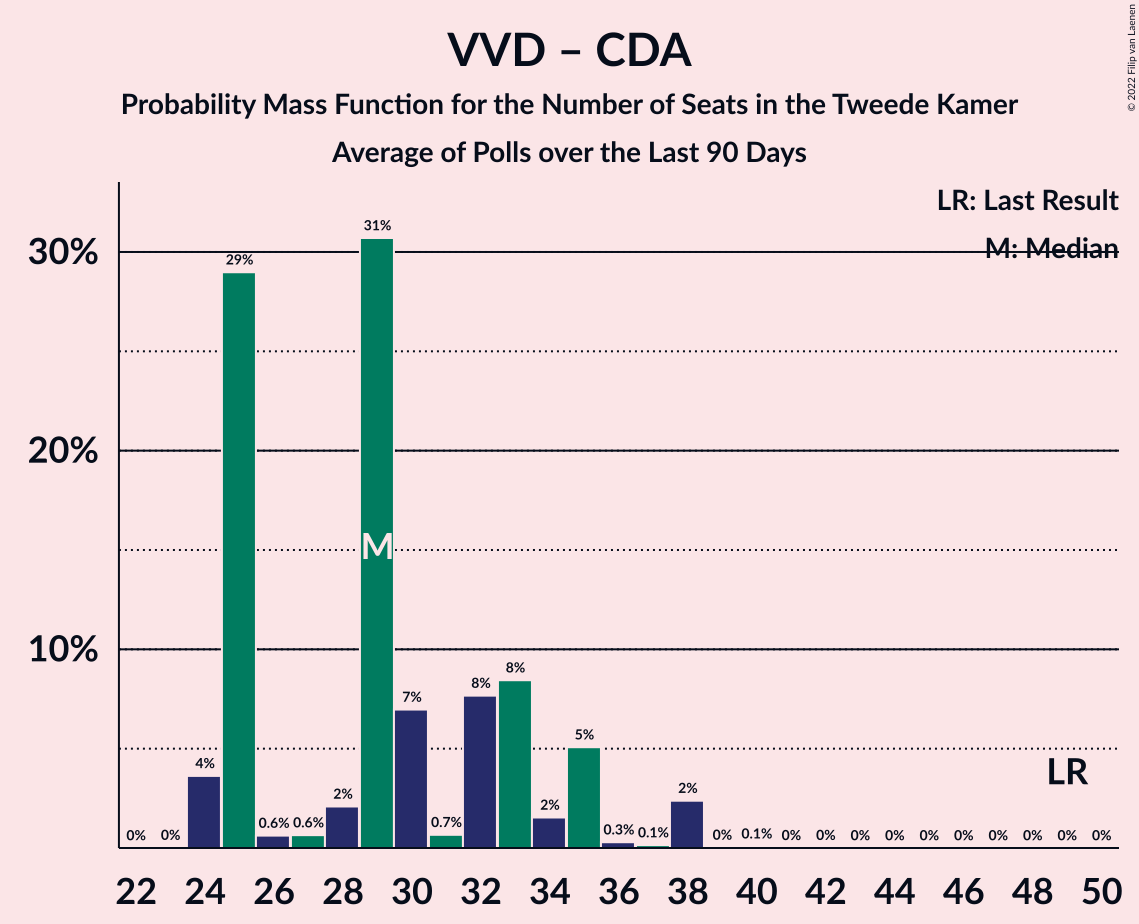 VVD – CDA
Probability Mass Function for the Number of Seats in the Tweede Kamer
Average of Polls over the Last 90 Days
© 2022 Filip van Laenen
LR: Last Result
M: Median
30%
20%
10%
0% 0% 4% 29% 0.6% 0.6% 2% 31% 7% 0.7% 8% 8% 2% 5% 0.3% 0.1% 2% 0% 0.1% 0% 0% 0% 0% 0% 0% 0% 0% 0% 0%
M
LR
22 24 26 28 30 32 34 36 38 40 42 44 46 48 50